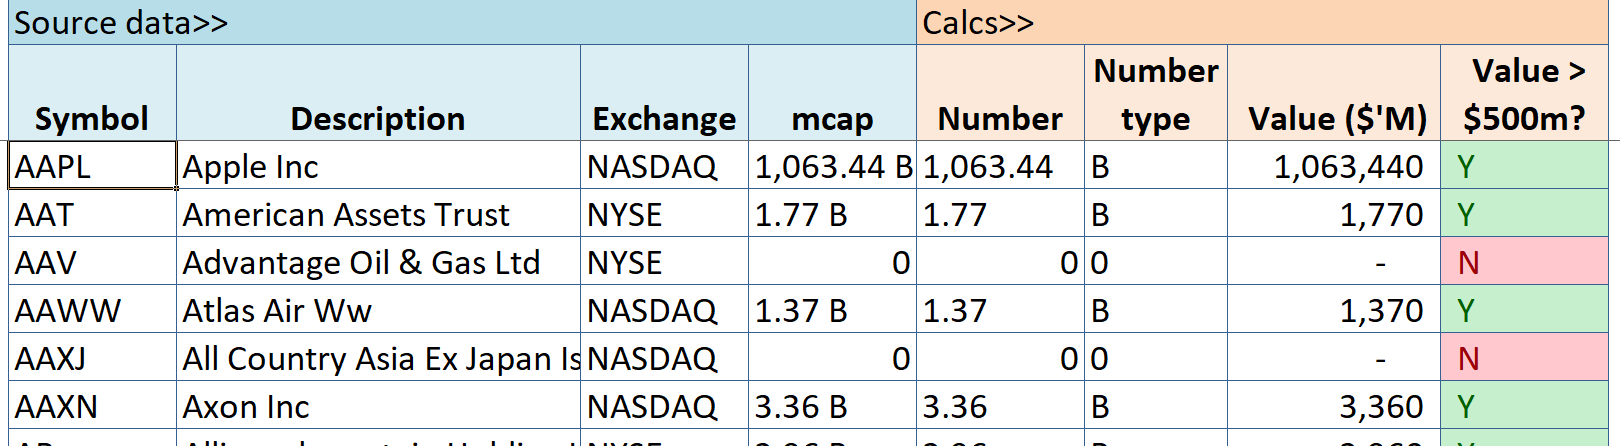 Source data>> Calcs>>
Symbol Description Exchange mcap Number Number type Value ($'M) Value > $500m?
AAPL Apple Inc NASDAQ 1,063.44 B 1,063.44 B 1,063,440 Y
AAT American Assets Trust NYSE 1.77 B 1.77 B 1,770 Y
AAV Advantage Oil & Gas Ltd NYSE 0 0 0 - N
AAWW Atlas Air Ww NASDAQ 1.37 B 1.37 B 1,370 Y
AAXJ All Country Asia Ex Japan Is NASDAQ 0 0 0 - N
AAXN Axon Inc NASDAQ 3.36 B 3.36 B 3,360 Y